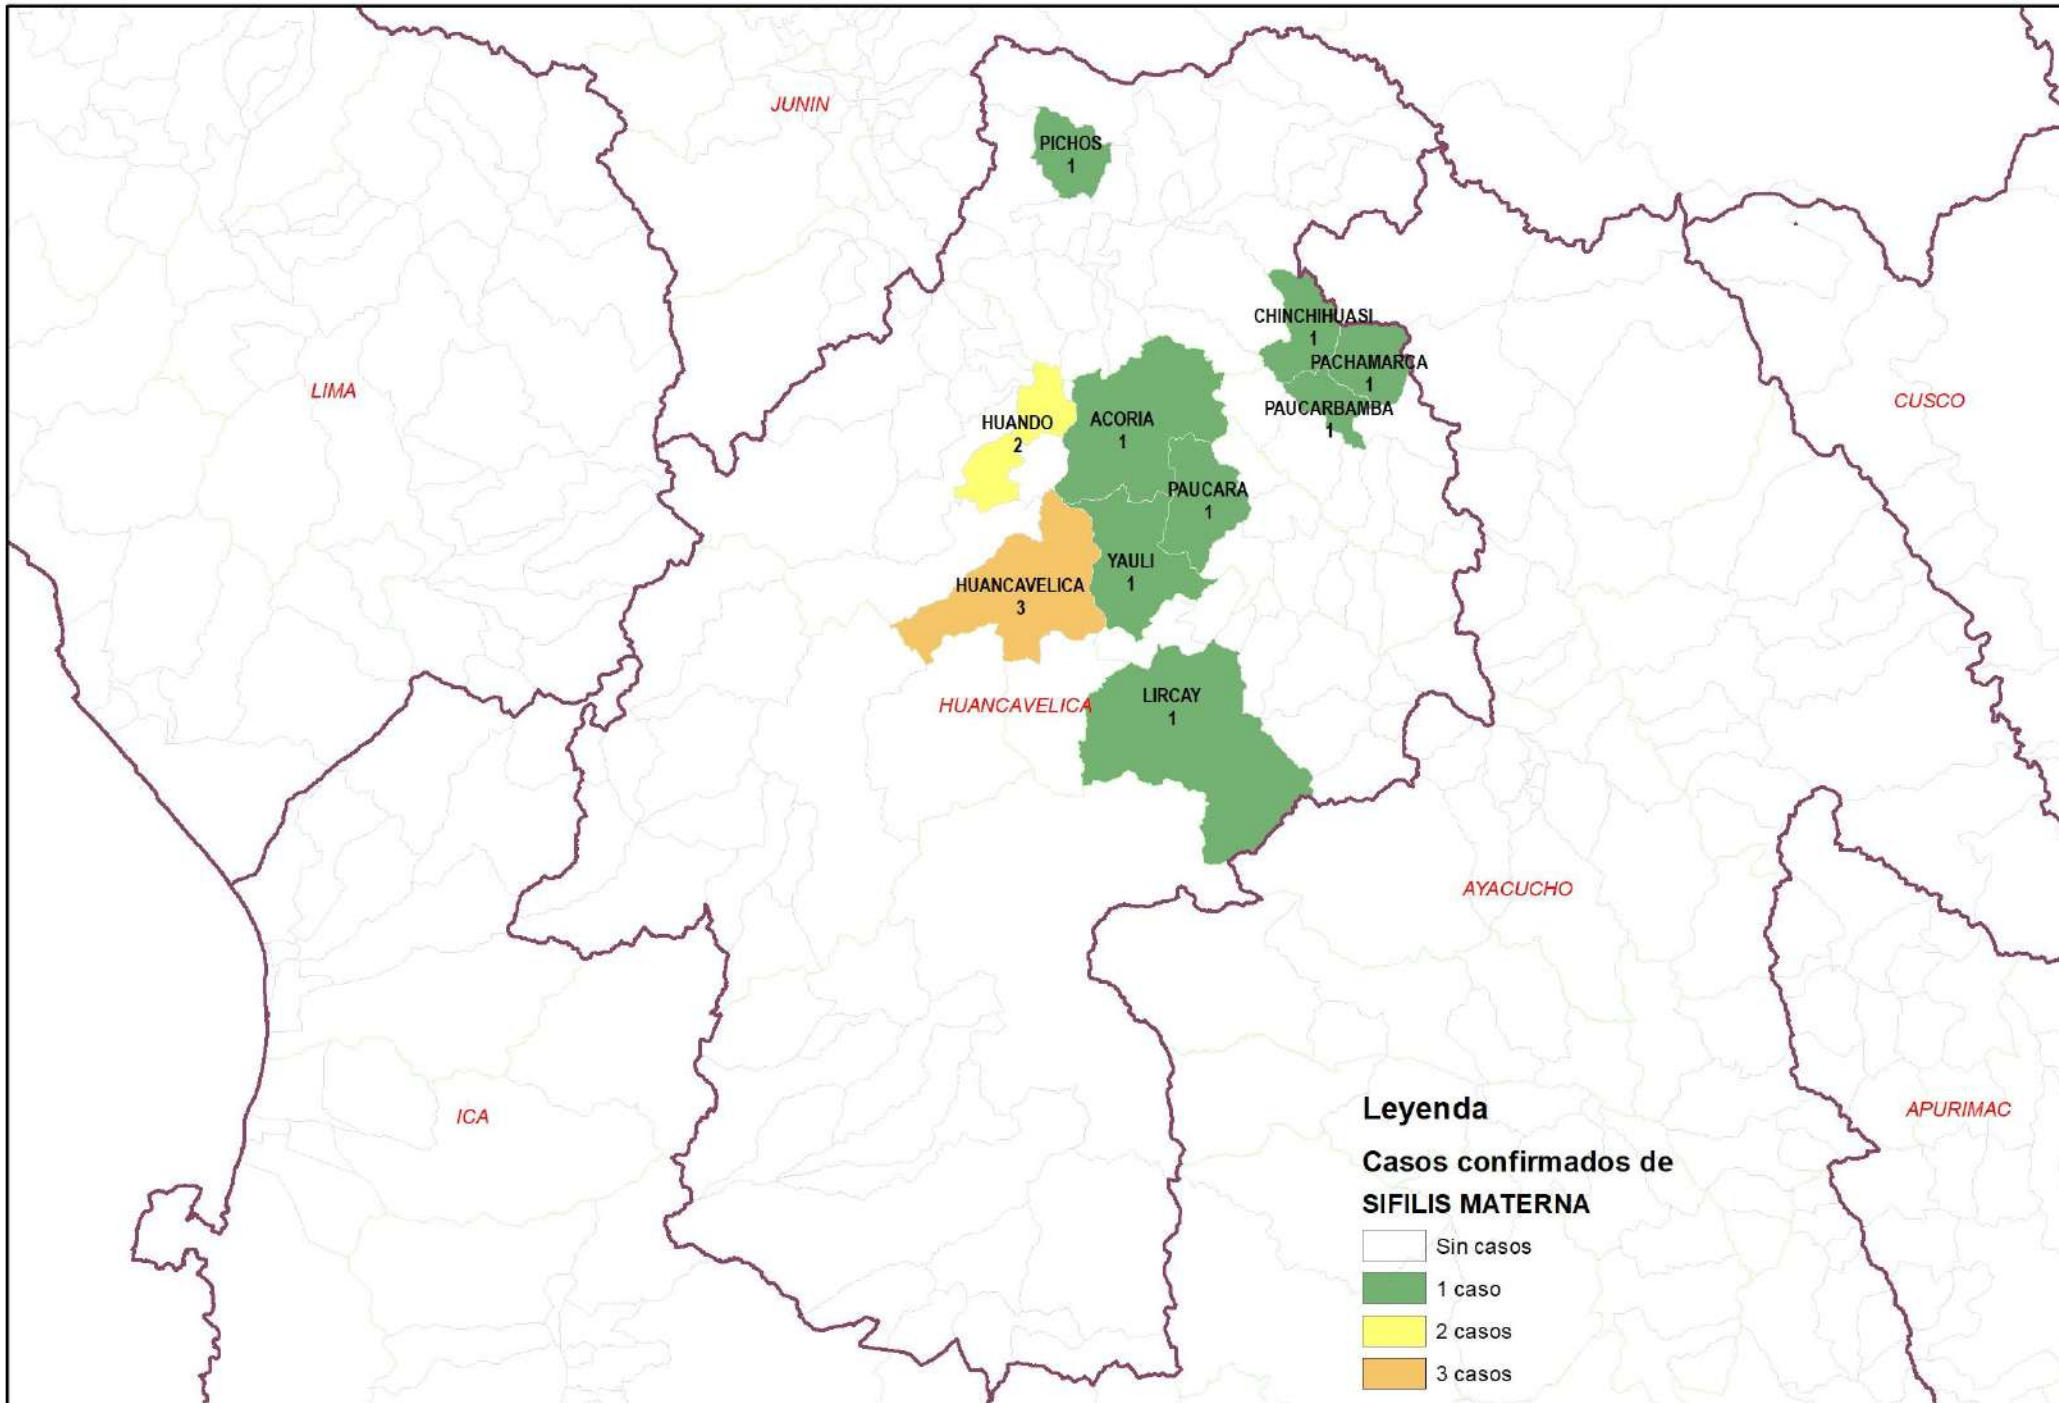 JUNIN
PICHOS
1
CHINCHIHUASI
1
PACHAMARCA
1
LIMA
CUSCO
PAUCARBAMBA
1
HUANDO
2
ACORIA
1
PAUCARA
1
YAULI
1
HUANCAVELICA
3
HUANCAVELICA
LIRCAY
1
AYACUCHO
ICA
APURIMAC
Leyenda
Casos confirmados de
SIFILIS MATERNA
Sin casos
1 caso
2 casos
3 casos